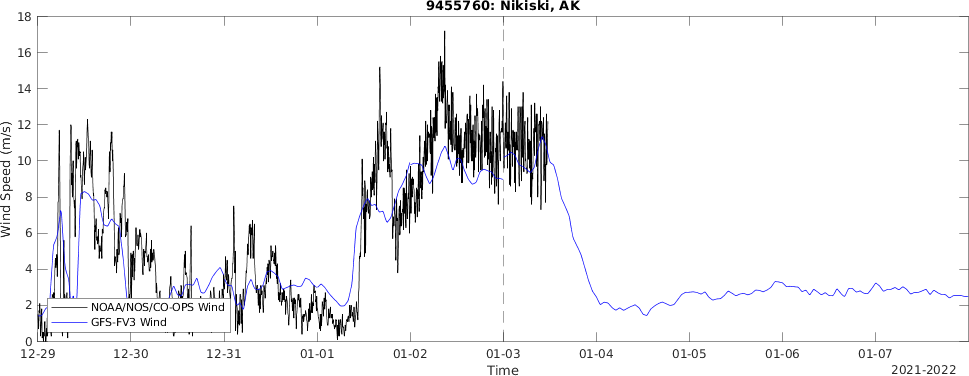 9455760: Nikiski, AK
18
16
14
12
10
8
6
4
2
0
Wind Speed (m/s)
NOAA/NOS/CO-OPS Wind
GFS-FV3 Wind
12-29 12-30 12-31 01-01 01-02 01-03 01-04 01-05 01-06 01-07
Time
2021-2022